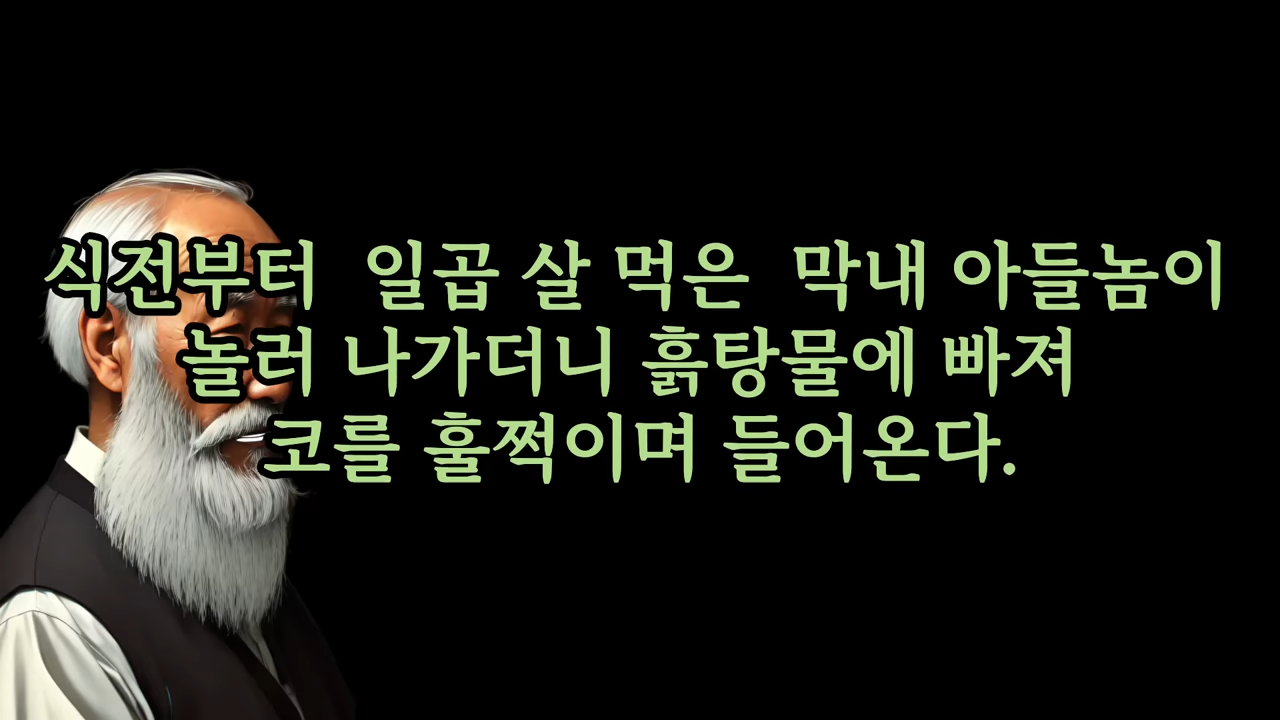 식전부터 일곱 살 먹은 막내 아들놈이
놀러 나가더니 흙탕물에 빠져
코를 훌쩍이며 들어온다.